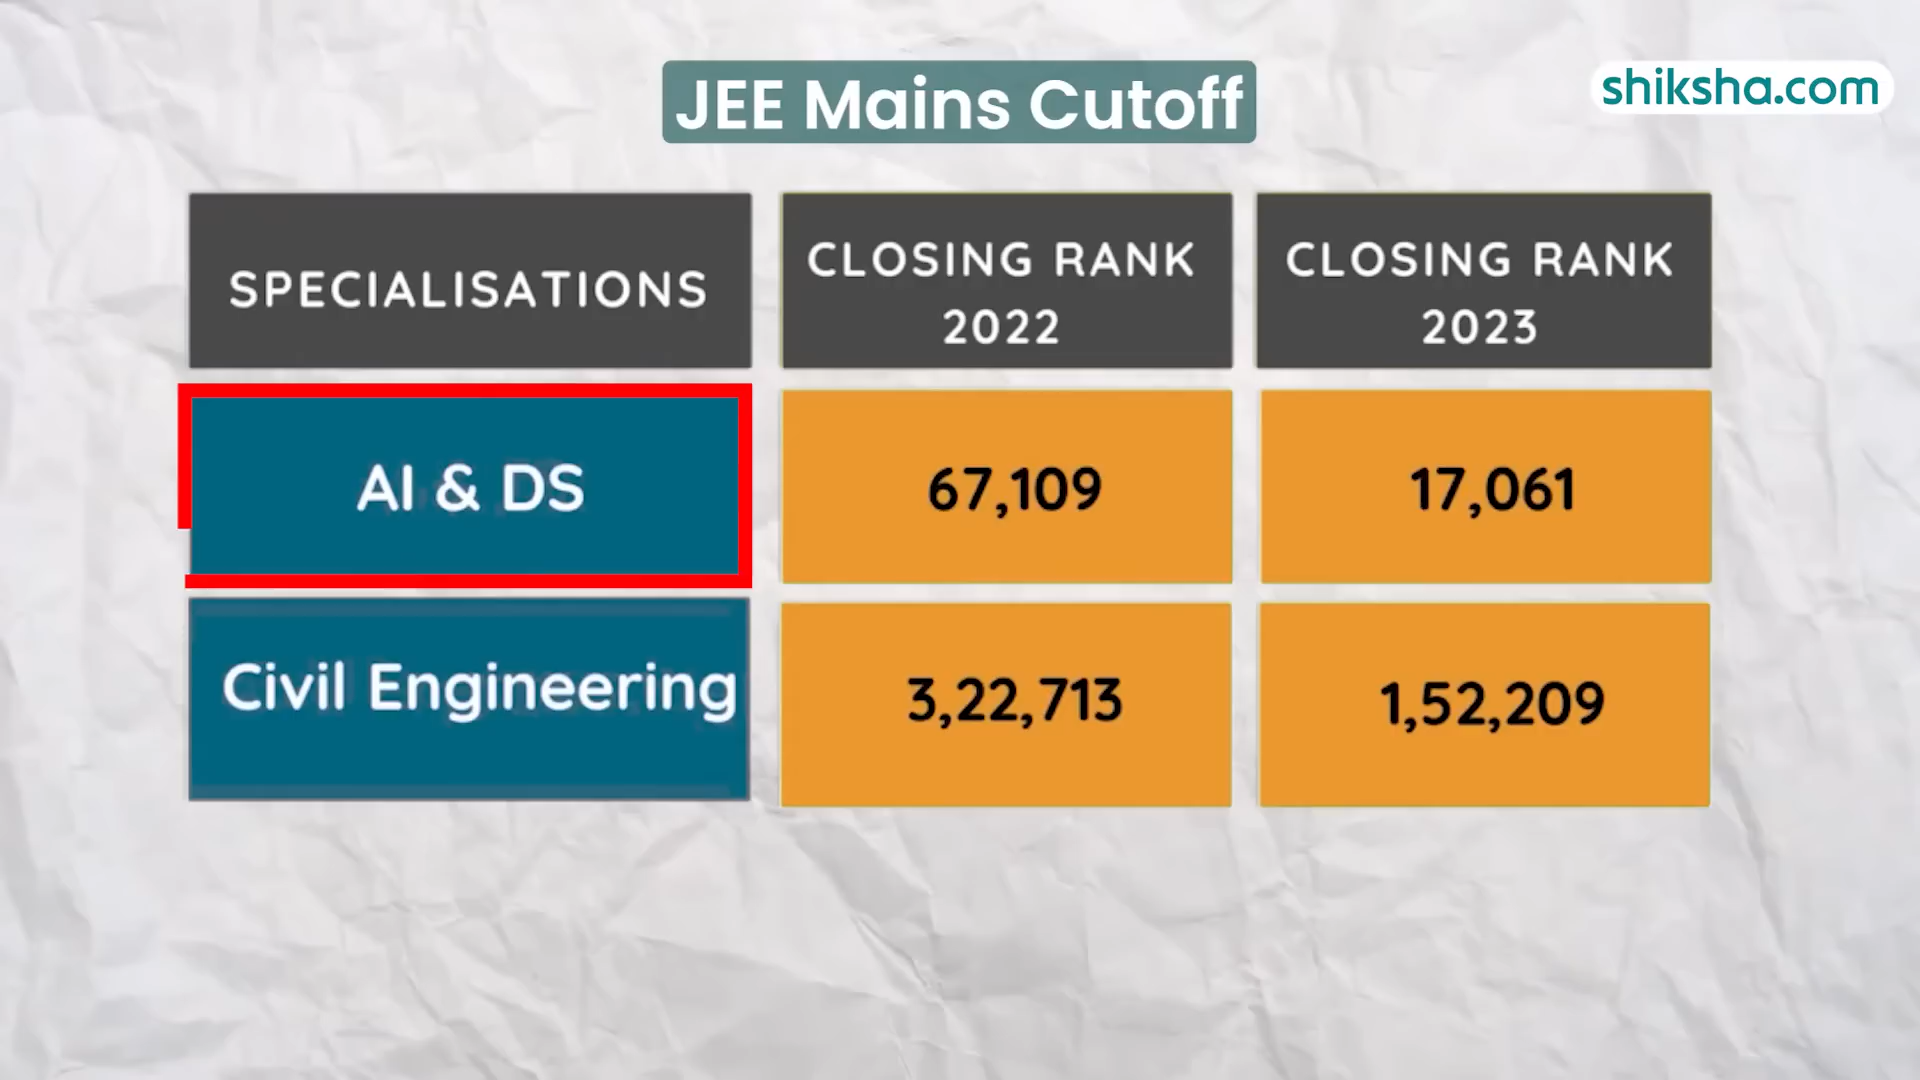 JEE Mains Cutoff
shiksha.com
SPECIALISATIONS
CLOSING RANK
2022
CLOSING RANK
2023
AI & DS
67,109
17,061
Civil Engineering
3,22,713
1,52,209